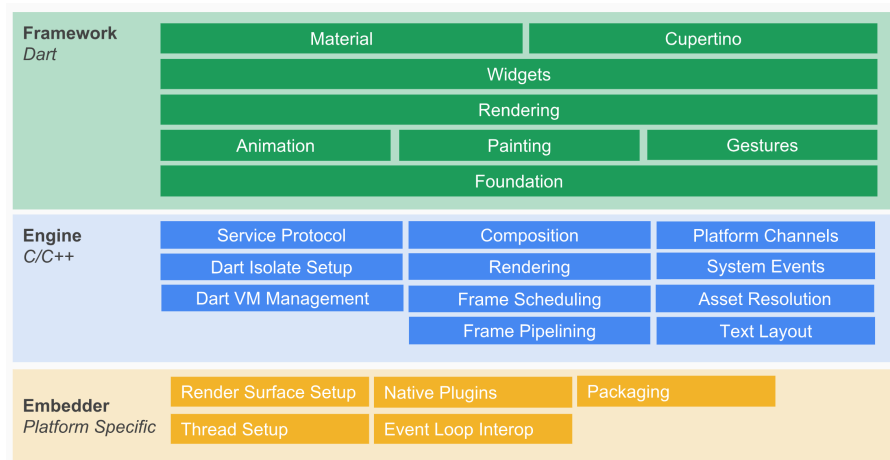 Framework
Dart
Material
Cupertino
Widgets
Rendering
Animation
Painting
Gestures
Foundation
Engine
C/C++
Service Protocol
Composition
Platform Channels
Dart Isolate Setup
Rendering
System Events
Dart VM Management
Frame Scheduling
Asset Resolution
Frame Pipelining
Text Layout
Embedder
Platform Specific
Render Surface Setup
Native Plugins
Packaging
Thread Setup
Event Loop Interop